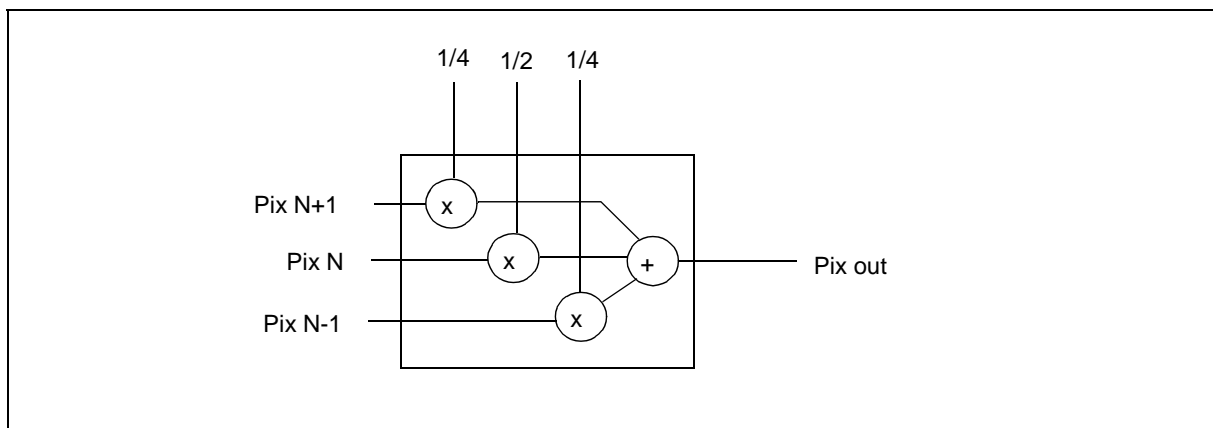 1/4 1/2 1/4
Pix N+1
x
Pix N
x
+
Pix out
Pix N-1
x